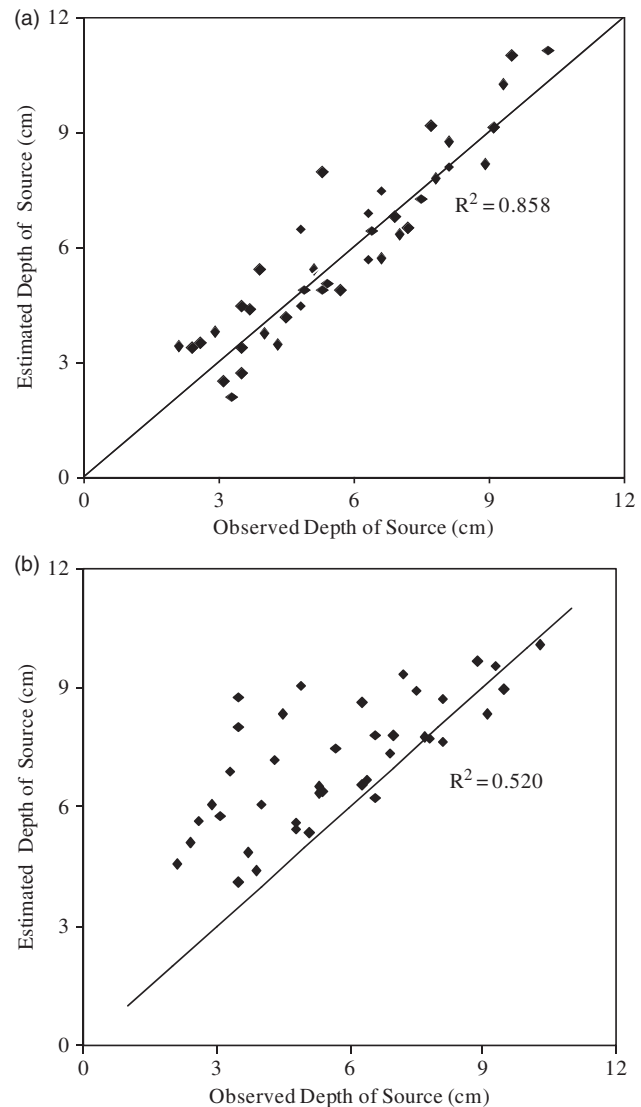 (a)
12
9
6
3
0
Estimated Depth of Source (cm)
R² = 0.858
0 3 6 9 12
Observed Depth of Source (cm)
(b)
12
9
6
3
0
Estimated Depth of Source (cm)
R² = 0.520
0 3 6 9 12
Observed Depth of Source (cm)